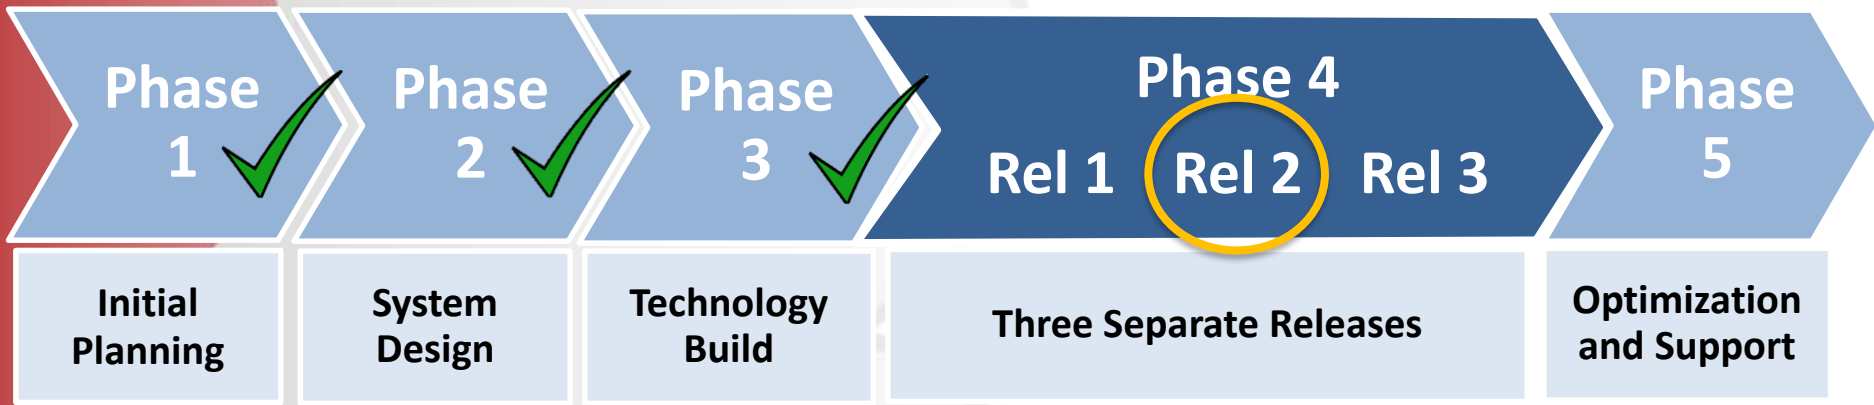 Phase
1
Phase
2
Phase
3
Phase 4
Rel 1 Rel 2 Rel 3
Phase
5
Initial
Planning
System
Design
Technology
Build
Three Separate Releases
Optimization
and Support